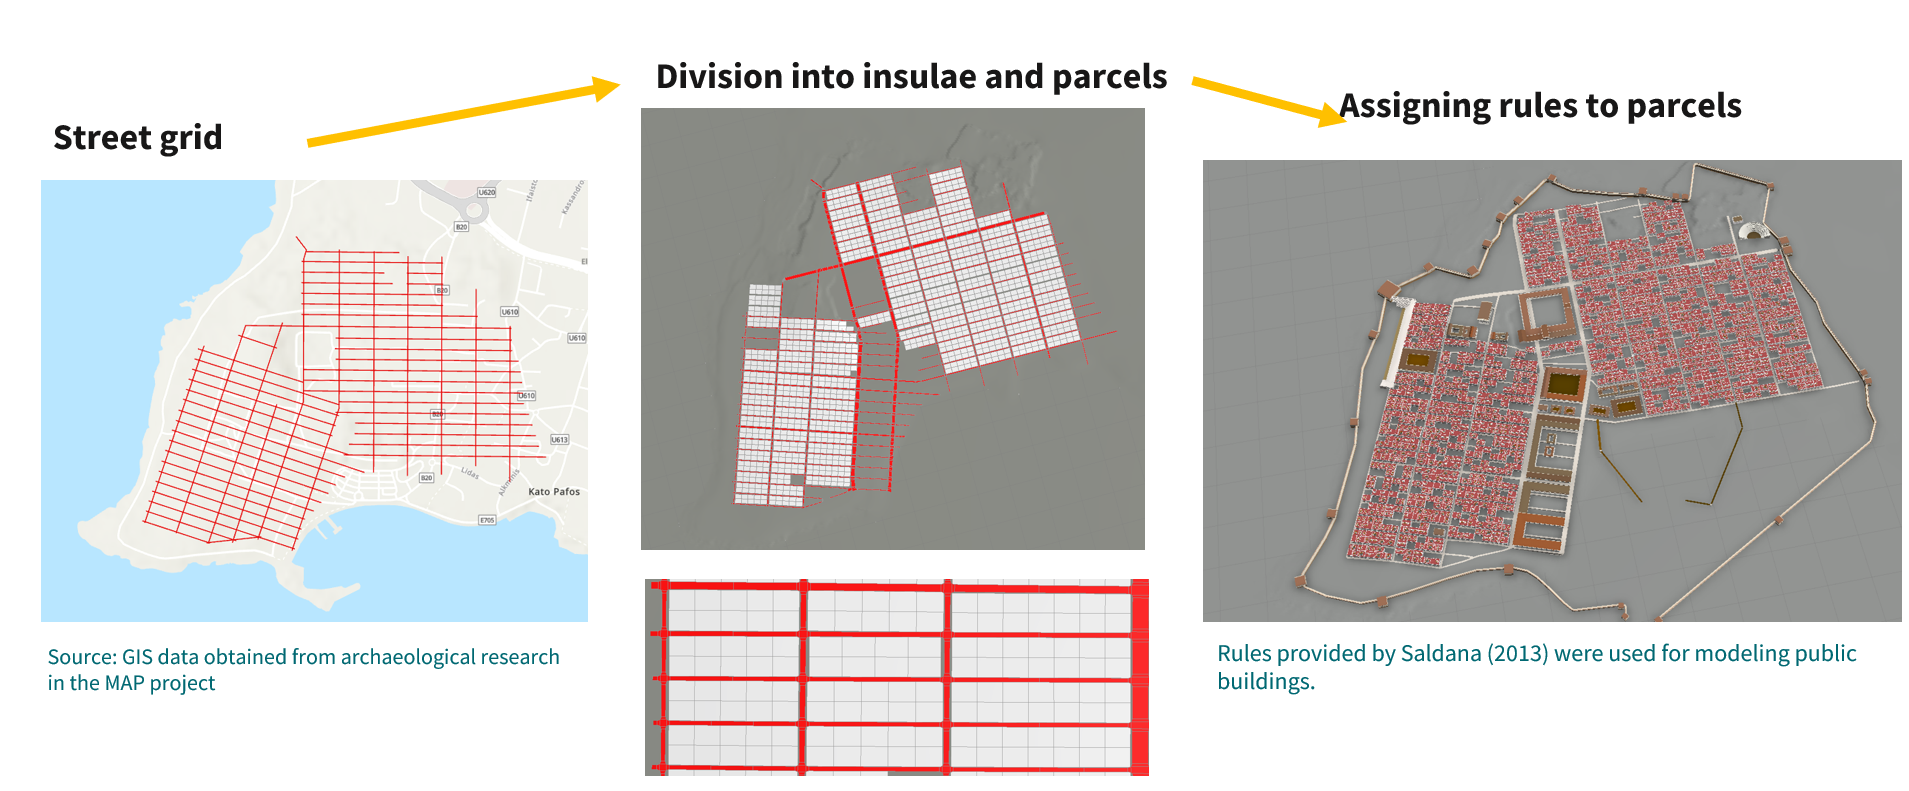 Division into insulae and parcels
Assigning rules to parcels
Street grid
U620
Kassandro
B20
B20
U610
U610
U610
B20
U613
Lidas
B20
Kato Pafos
E705
Source: GIS data obtained from archaeological research
in the MAP project
Rules provided by Saldana (2013) were used for modeling public
buildings.